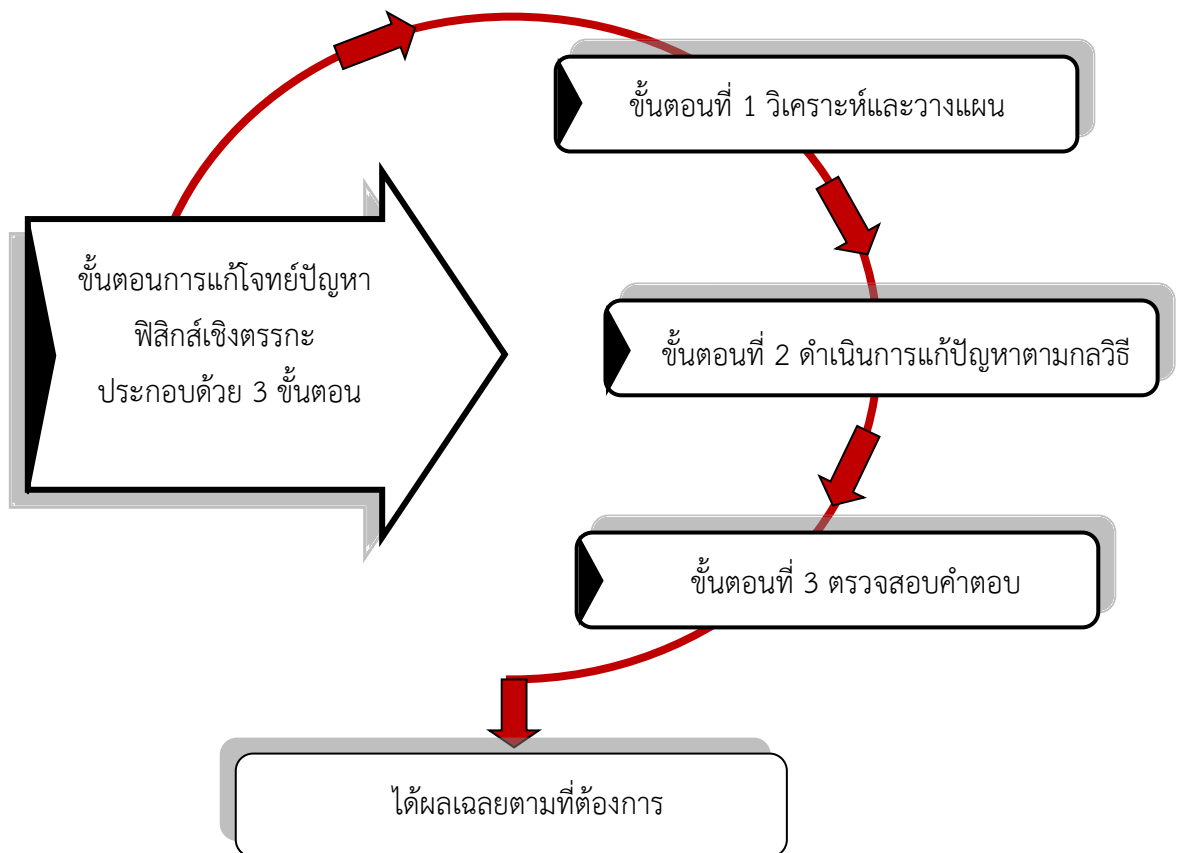 ขั้นตอนการแก้โจทย์ปัญหา
ฟิสิกส์เชิงตรรกะ
ประกอบด้วย 3 ขั้นตอน
ขั้นตอนที่ 1 วิเคราะห์และวางแผน
ขั้นตอนที่ 2 ดำเนินการแก้ปัญหาตามกลวิธี
ขั้นตอนที่ 3 ตรวจสอบคำตอบ
ได้ผลเฉลยตามที่ต้องการ